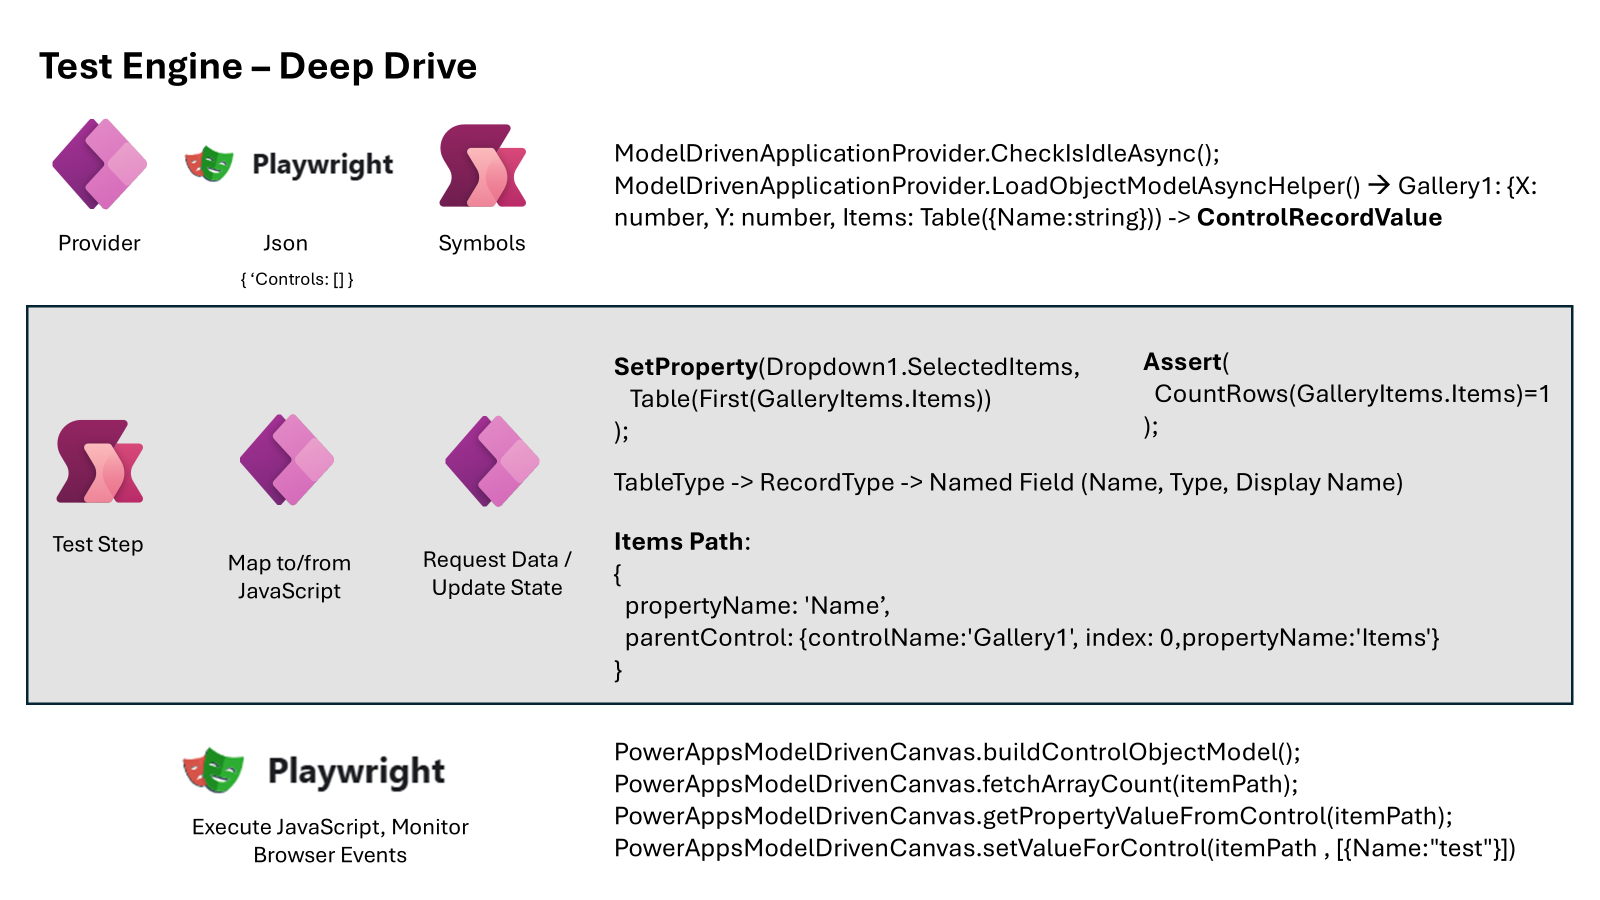 Test Engine – Deep Drive
Playwright
Provider
Json
Symbols
{ ‘Controls: [] }
ModelDrivenApplicationProvider.CheckIsIdleAsync();
ModelDrivenApplicationProvider.LoadObjectModelAsyncHelper() → Gallery1: {X:
number, Y: number, Items: Table({Name:string})) -> ControlRecordValue
Test Step
Map to/from
JavaScript
Request Data /
Update State
SetProperty(Dropdown1.SelectedItems,
Table(First(GalleryItems.Items))
);
Assert(
CountRows(GalleryItems.Items)=1
);
TableType -> RecordType -> Named Field (Name, Type, Display Name)
Items Path:
{
propertyName: 'Name’,
parentControl: {controlName:'Gallery1', index: 0,propertyName:'Items'}
}
Playwright
Execute JavaScript, Monitor
Browser Events
PowerAppsModelDrivenCanvas.buildControlObjectModel();
PowerAppsModelDrivenCanvas.fetchArrayCount(itemPath);
PowerAppsModelDrivenCanvas.getPropertyValueFromControl(itemPath);
PowerAppsModelDrivenCanvas.setValueForControl(itemPath , [{Name:"test"}])